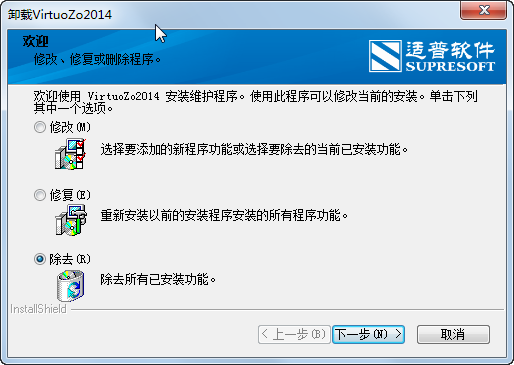 卸载VirtuoZo2014
欢迎
修改、修复或删除程序。
适普软件
SUPRESOFT
欢迎使用 VirtuoZo2014 安装维护程序。使用此程序可以修改当前的安装。单击下列
其中一个选项。
修改(M)
选择要添加的新程序功能或选择要除去的当前已安装功能。
修复(E)
重新安装以前的安装程序安装的所有程序功能。
除去(R)
除去所有已安装功能。
InstallShield
< 上一步(B) 下一步(N) > 取消